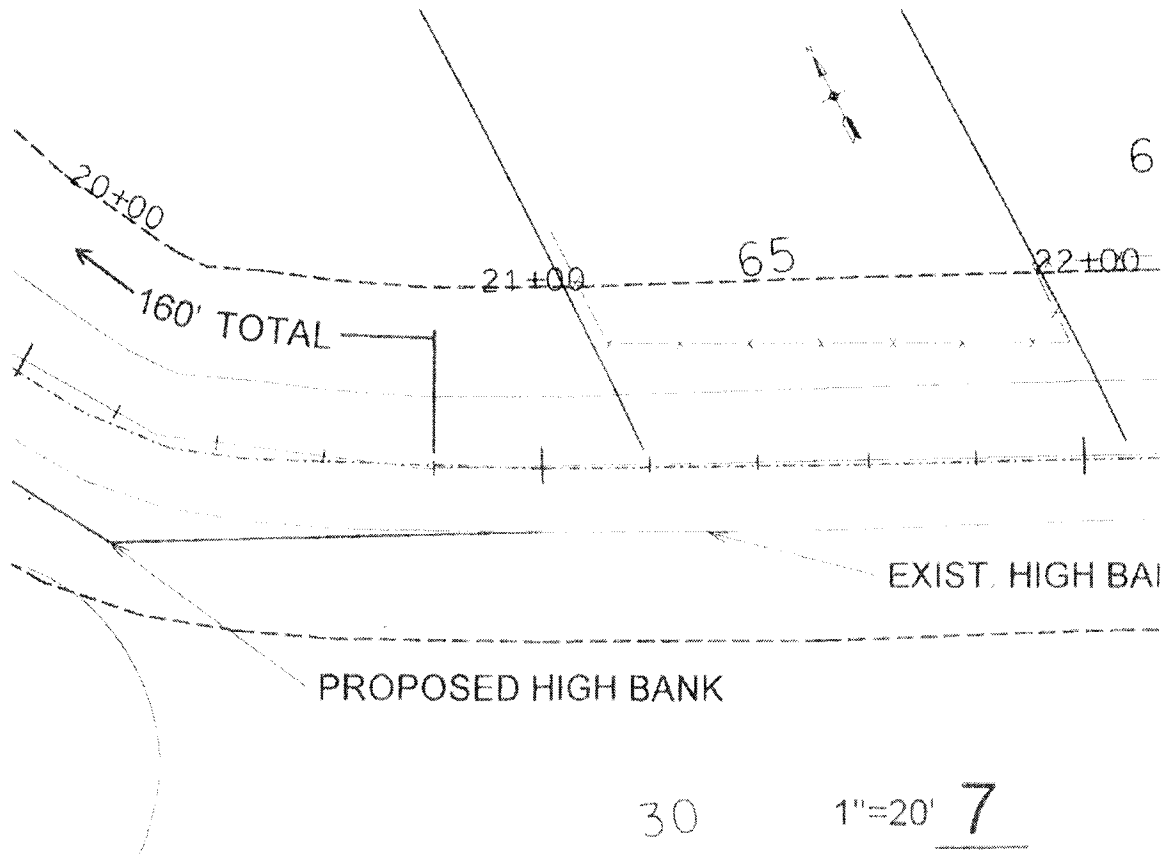 6
20+00
65
22+00
21+00
160' TOTAL
EXIST. HIGH BAN
PROPOSED HIGH BANK
30
1"=20' 7